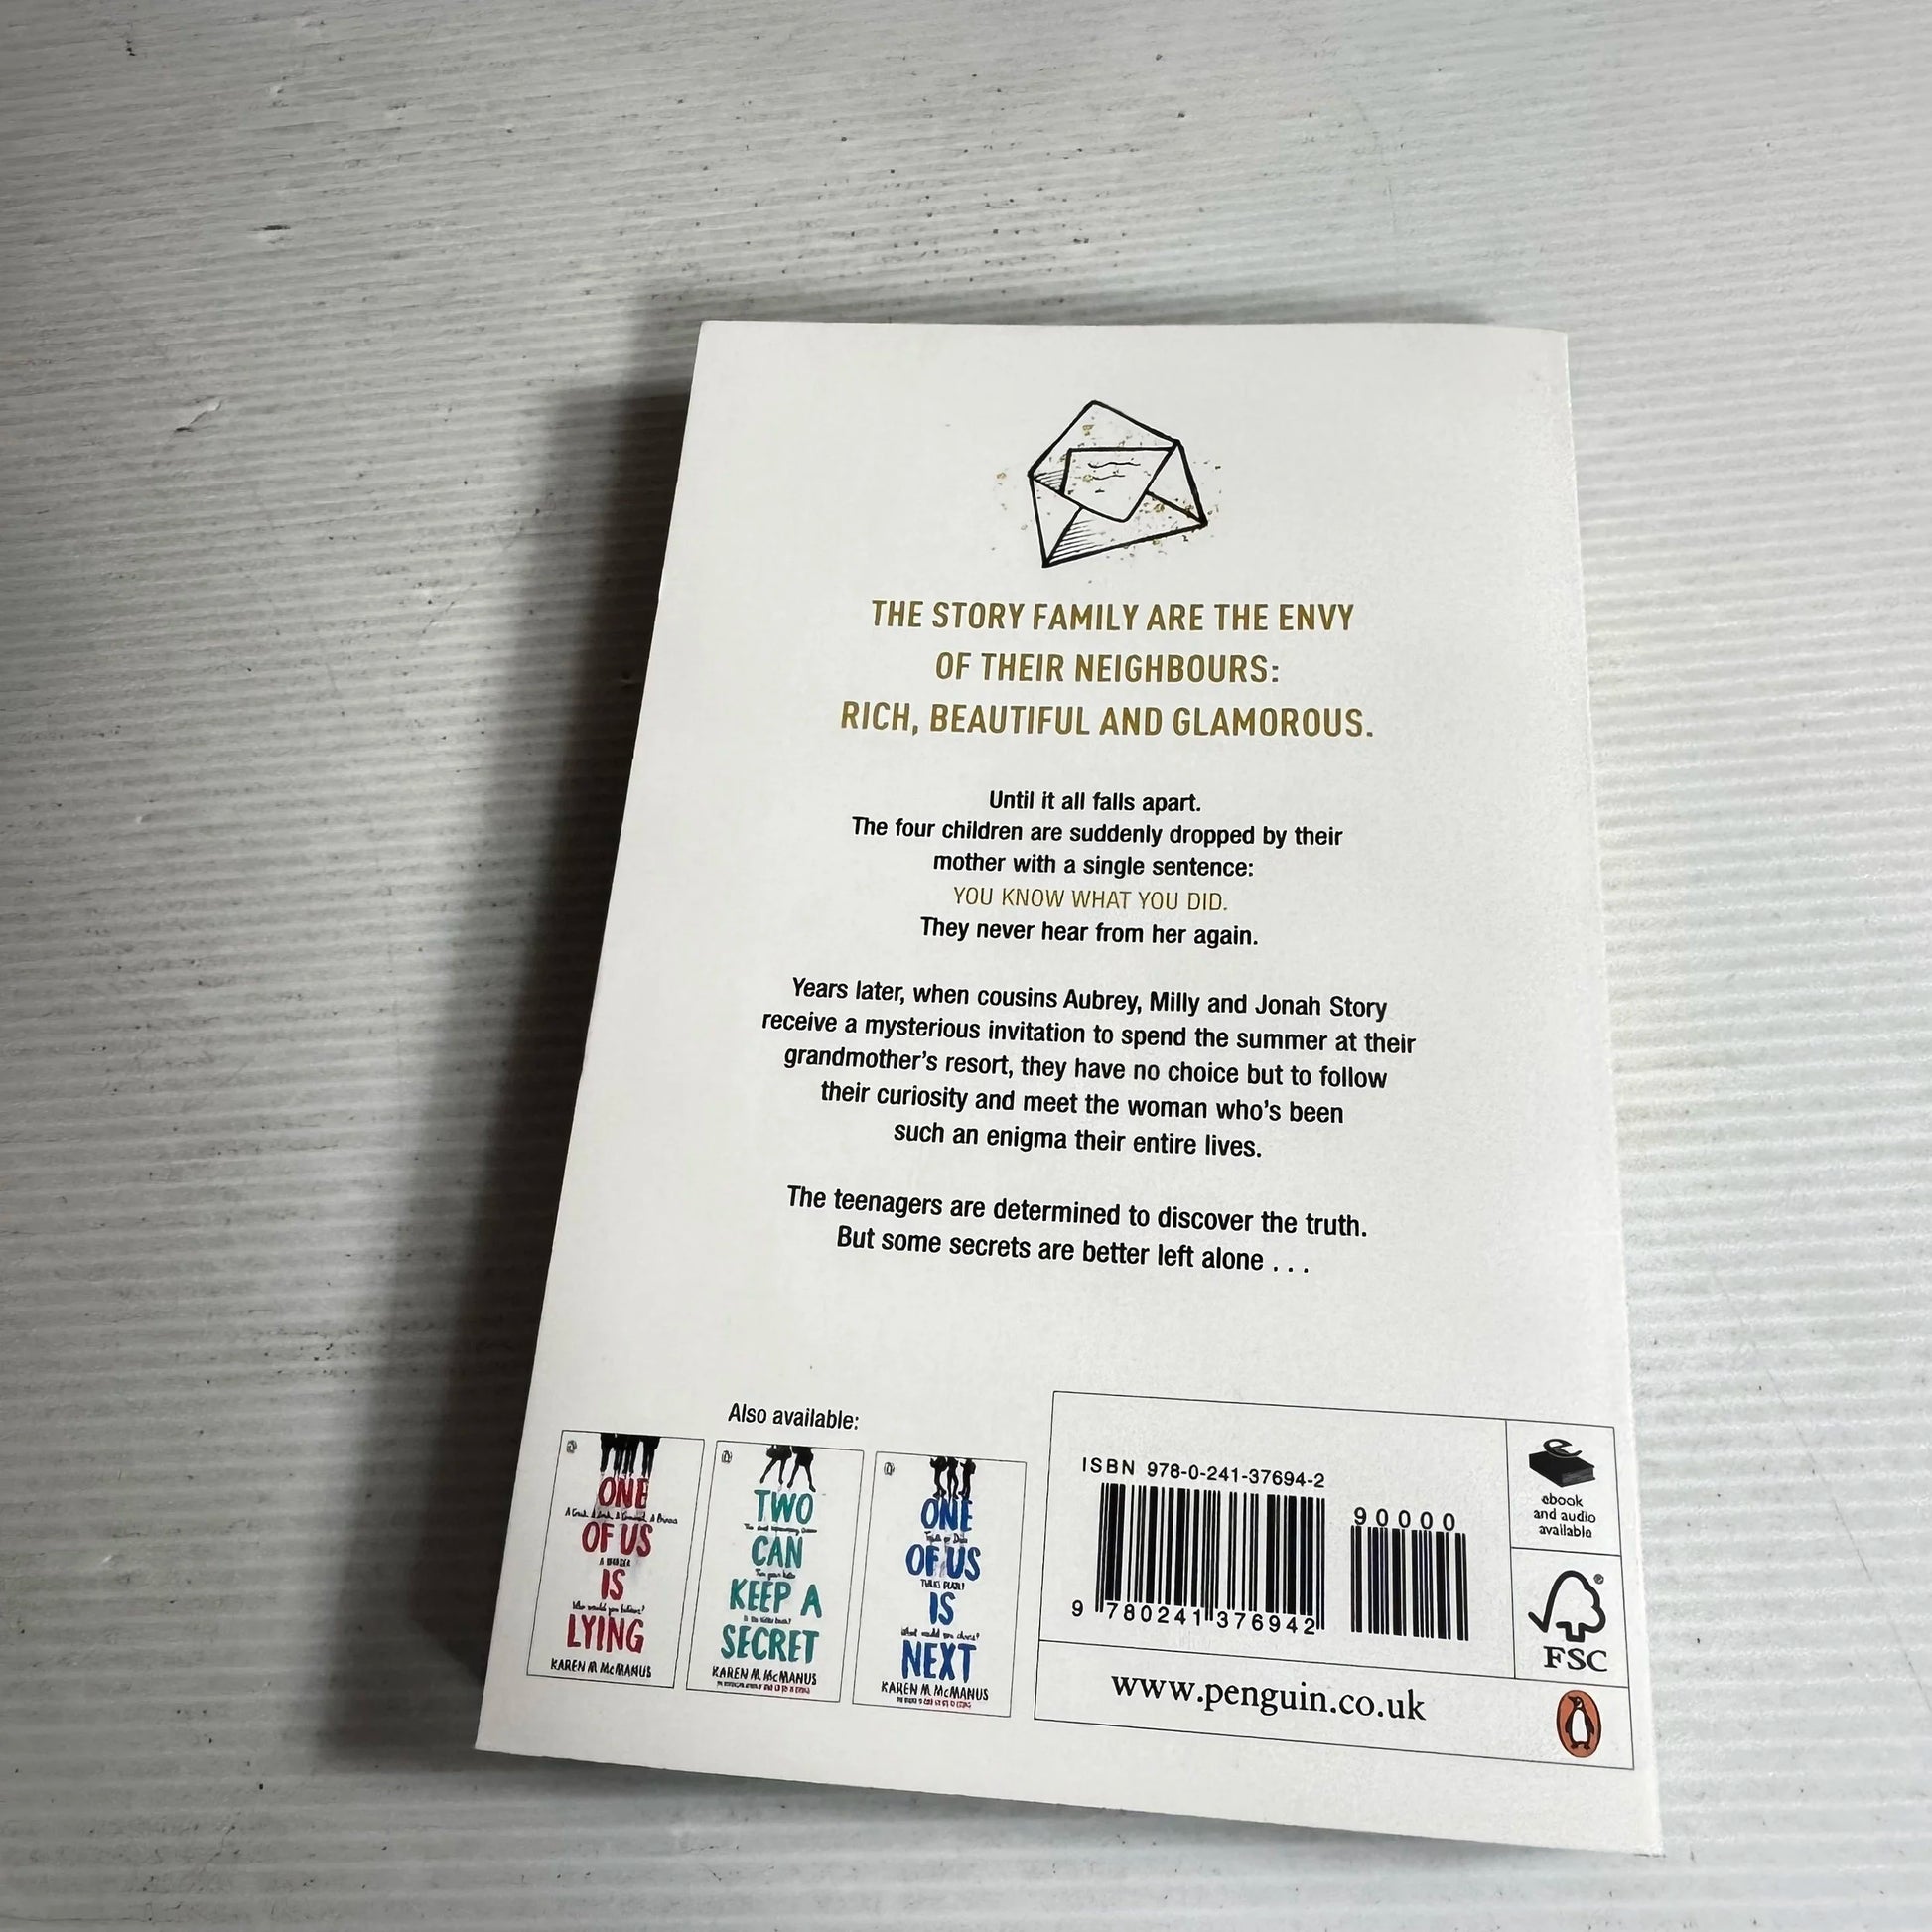 THE STORY FAMILY ARE THE ENVY
OF THEIR NEIGHBOURS:
RICH, BEAUTIFUL AND GLAMOROUS.
Until it all falls apart.
The four children are suddenly dropped by their
mother with a single sentence:
YOU KNOW WHAT YOU DID.
They never hear from her again.
Years later, when cousins Aubrey, Milly and Jonah Story
receive a mysterious invitation to spend the summer at their
grandmother's resort, they have no choice but to follow
their curiosity and meet the woman who's been
such an enigma their entire lives.
The teenagers are determined to discover the truth.
But some secrets are better left alone . . .
Also available:
ONE
OF US
IS
LYING
KAREN M. McMANUS
TWO
CAN
KEEP A
SECRET
KAREN M. McMANUS
ONE
OF US
IS
NEXT
KAREN M. McMANUS
ISBN 978-0-241-37694-2
90000
9 780241 376942
ebook
and audio
available
FSC
www.penguin.co.uk